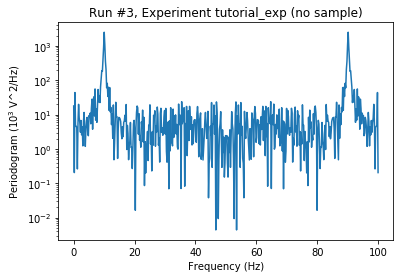 Run #3, Experiment tutorial_exp (no sample)
Periodogram (10³ V^2/Hz)
10³
10²
10¹
10⁰
10⁻¹
10⁻²
0 20 40 60 80 100
Frequency (Hz)